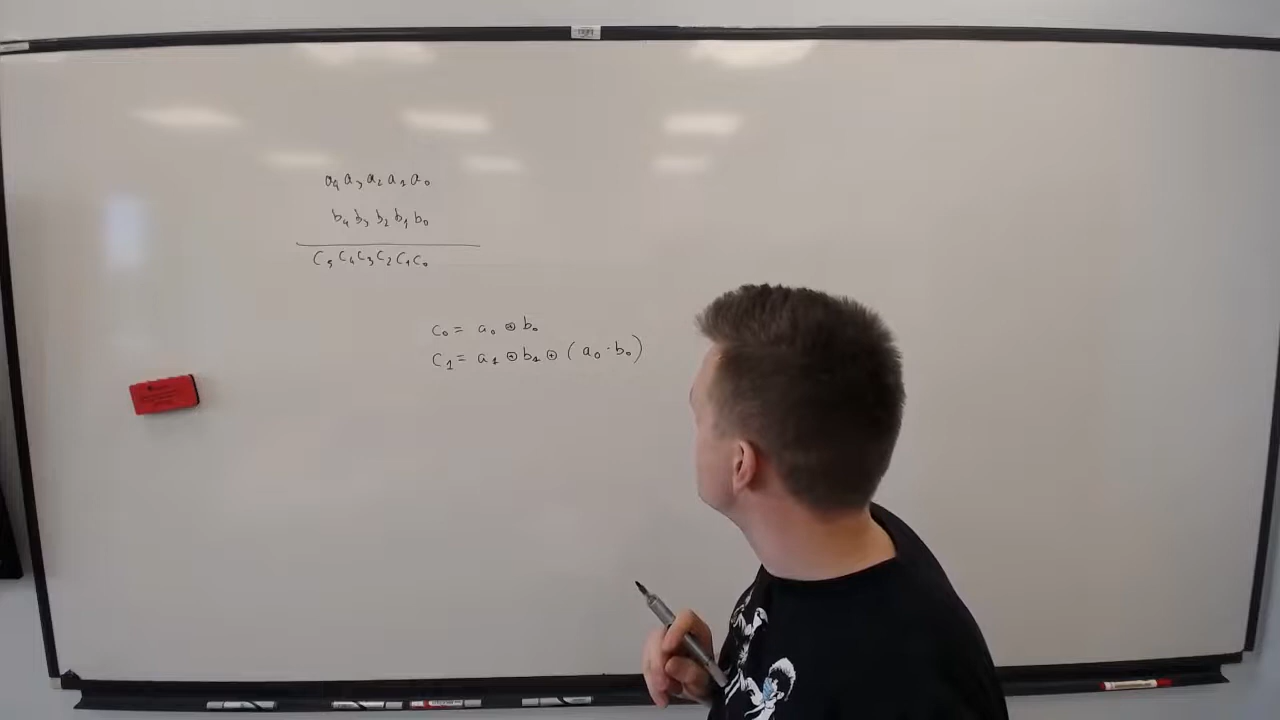 a₄ a₃ a₂ a₁ a₀
b₄ b₃ b₂ b₁ b₀
c₅ c₄ c₃ c₂ c₁ c₀
c₀ = a₀ ⊕ b₀
c₁ = a₁ ⊕ b₁ ⊕ (a₀ · b₀)